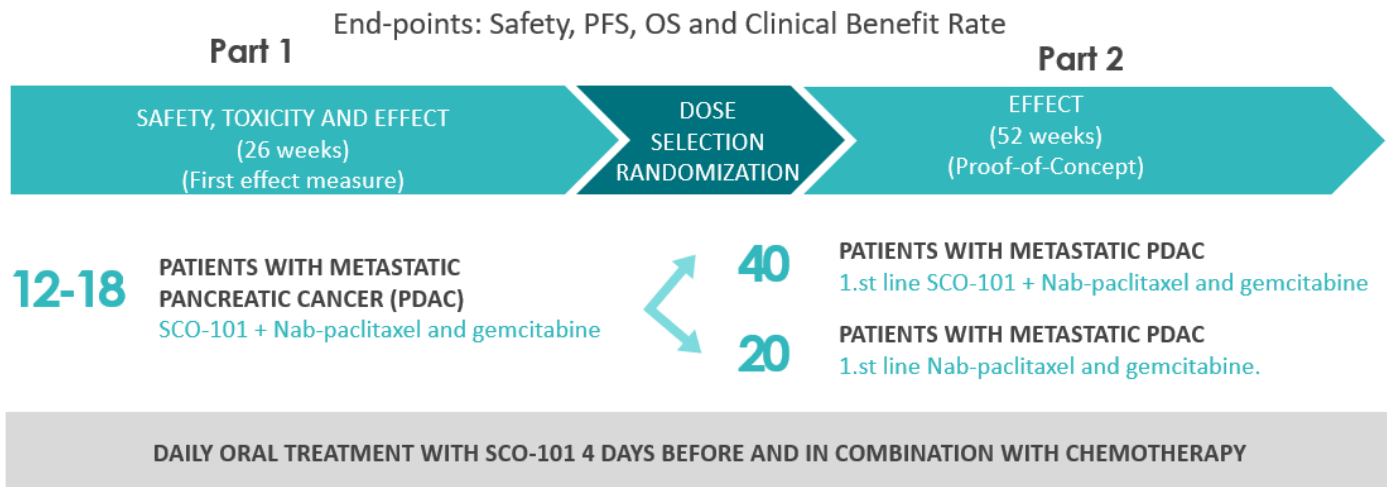 End-points: Safety, PFS, OS and Clinical Benefit Rate
Part 1
Part 2
SAFETY, TOXICITY AND EFFECT
(26 weeks)
(First effect measure)
DOSE
SELECTION
RANDOMIZATION
EFFECT
(52 weeks)
(Proof-of-Concept)
12-18
PATIENTS WITH METASTATIC
PANCREATIC CANCER (PDAC)
SCO-101 + Nab-paclitaxel and gemcitabine
40
PATIENTS WITH METASTATIC PDAC
1.st line SCO-101 + Nab-paclitaxel and gemcitabine
20
PATIENTS WITH METASTATIC PDAC
1.st line Nab-paclitaxel and gemcitabine.
DAILY ORAL TREATMENT WITH SCO-101 4 DAYS BEFORE AND IN COMBINATION WITH CHEMOTHERAPY